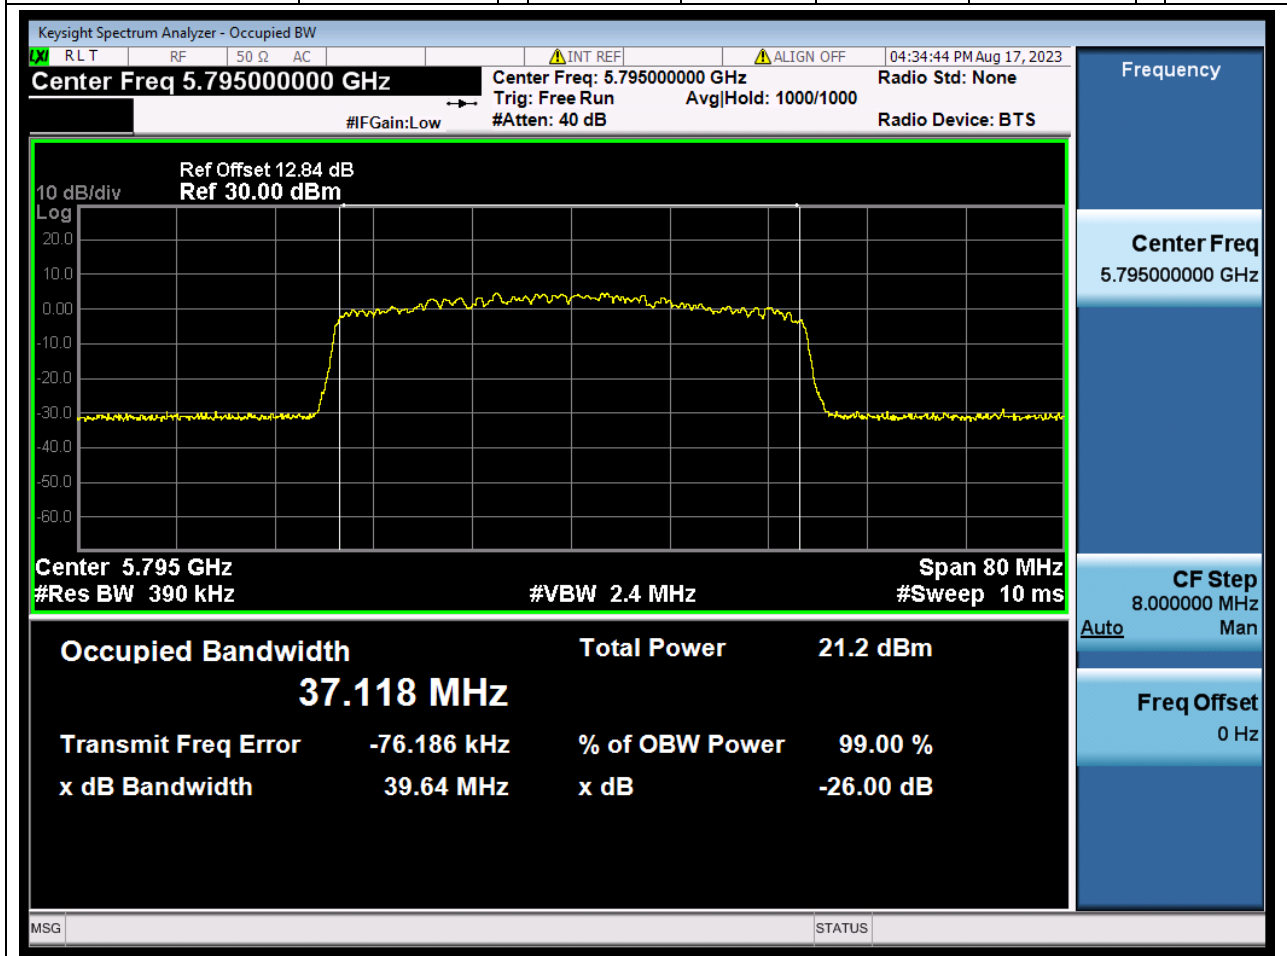 Keysight Spectrum Analyzer - Occupied BW
LXI RLT RF 50 Ω AC INT REF ALIGN OFF 04:34:44 PM Aug 17, 2023
Center Freq 5.795000000 GHz
Center Freq: 5.795000000 GHz
Radio Std: None
Trig: Free Run Avg|Hold: 1000/1000
#IFGain:Low
#Atten: 40 dB
Radio Device: BTS
Ref Offset 12.84 dB
10 dB/div Ref 30.00 dBm
Log
20.0
10.0
0.00
-10.0
-20.0
-30.0
-40.0
-50.0
-60.0
Center 5.795 GHz
Span 80 MHz
#Res BW 390 kHz
#VBW 2.4 MHz
#Sweep 10 ms
Occupied Bandwidth
Total Power 21.2 dBm
37.118 MHz
Transmit Freq Error -76.186 kHz
% of OBW Power 99.00 %
x dB Bandwidth 39.64 MHz
x dB -26.00 dB
MSG
STATUS
Frequency
Center Freq
5.795000000 GHz
CF Step
8.000000 MHz
Auto Man
Freq Offset
0 Hz